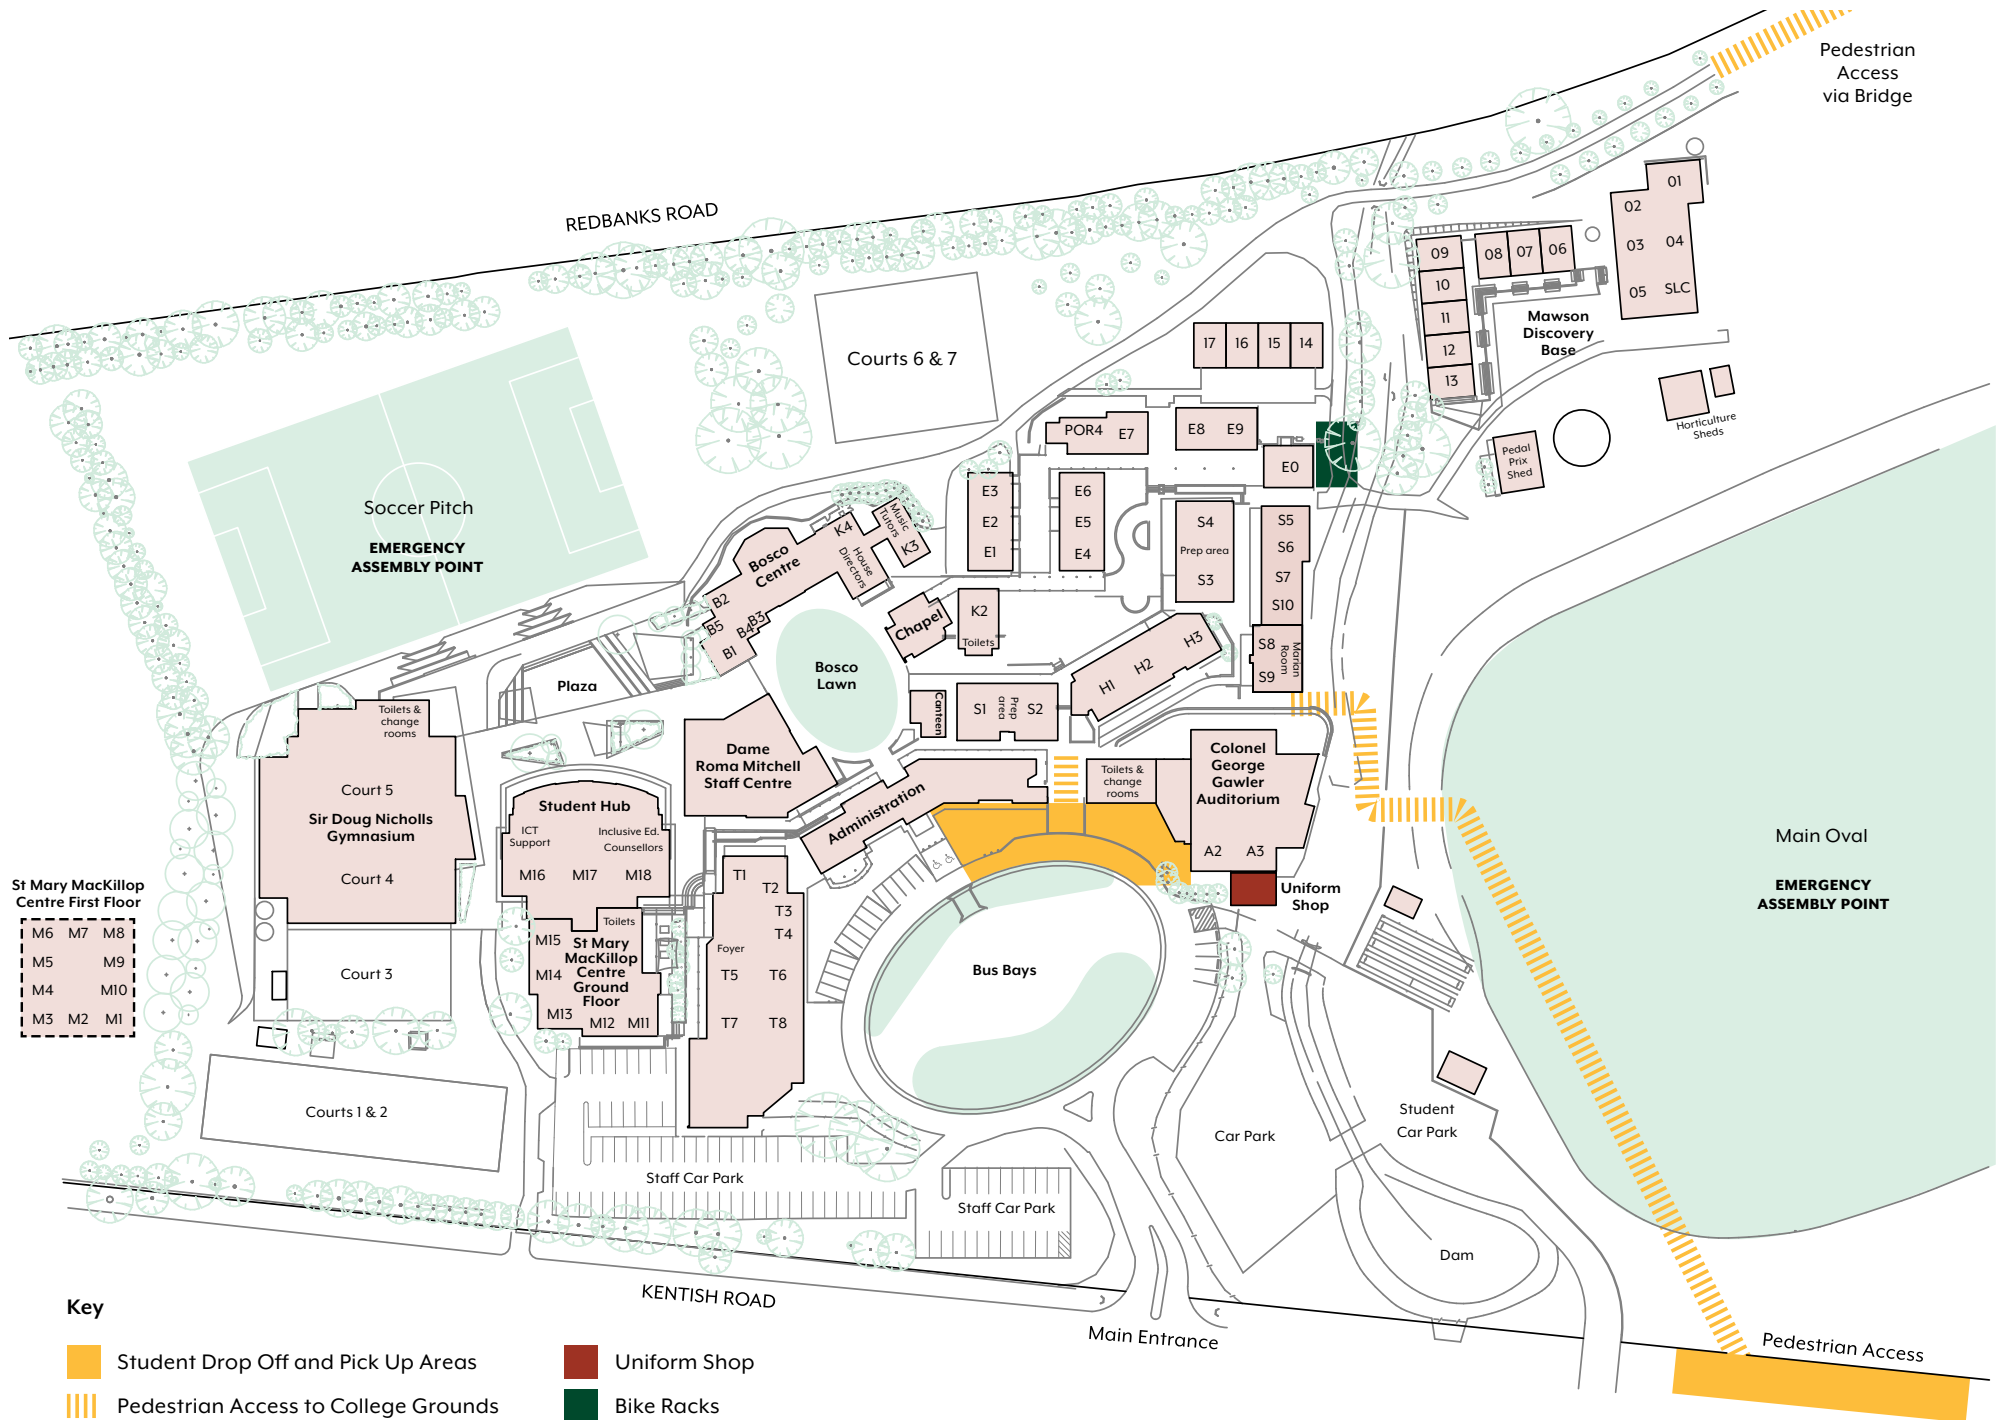 Pedestrian
Access
via Bridge
REDBANKS ROAD
01
02
03
04
05
SLC
09
08
07
06
10
11
12
13
Mawson
Discovery
Base
Horticulture
Sheds
Pedal
Prix
Shed
17
16
15
14
Courts 6 & 7
POR4
E7
E8
E9
E0
E3
E2
E1
E6
E5
E4
S4
Prep area
S3
S5
S6
S7
S10
S8
S9
Marian
Room
Soccer Pitch
EMERGENCY
ASSEMBLY POINT
K4
Music
Tutors
K3
House
Directors
Bosco
Centre
B2
B5
B4
B3
B1
Chapel
K2
Toilets
H1
H2
H3
Bosco
Lawn
Plaza
Canteen
S1
Prep
area
S2
Toilets &
change
rooms
Court 5
Sir Doug Nicholls
Gymnasium
Court 4
Dame
Roma Mitchell
Staff Centre
Administration
Toilets &
change
rooms
Colonel
George
Gawler
Auditorium
A2
A3
Uniform
Shop
Main Oval
EMERGENCY
ASSEMBLY POINT
Student Hub
ICT
Support
Inclusive Ed.
Counsellors
M16
M17
M18
Toilets
M15
M14
M13
M12
M11
St Mary
MacKillop
Centre
Ground
Floor
T1
T2
T3
T4
Foyer
T5
T6
T7
T8
St Mary MacKillop
Centre First Floor
M6 M7 M8
M5 M9
M4 M10
M3 M2 M1
Court 3
Bus Bays
Courts 1 & 2
Staff Car Park
Staff Car Park
Car Park
Student
Car Park
Dam
KENTISH ROAD
Main Entrance
Pedestrian Access
Key
Student Drop Off and Pick Up Areas
Pedestrian Access to College Grounds
Uniform Shop
Bike Racks